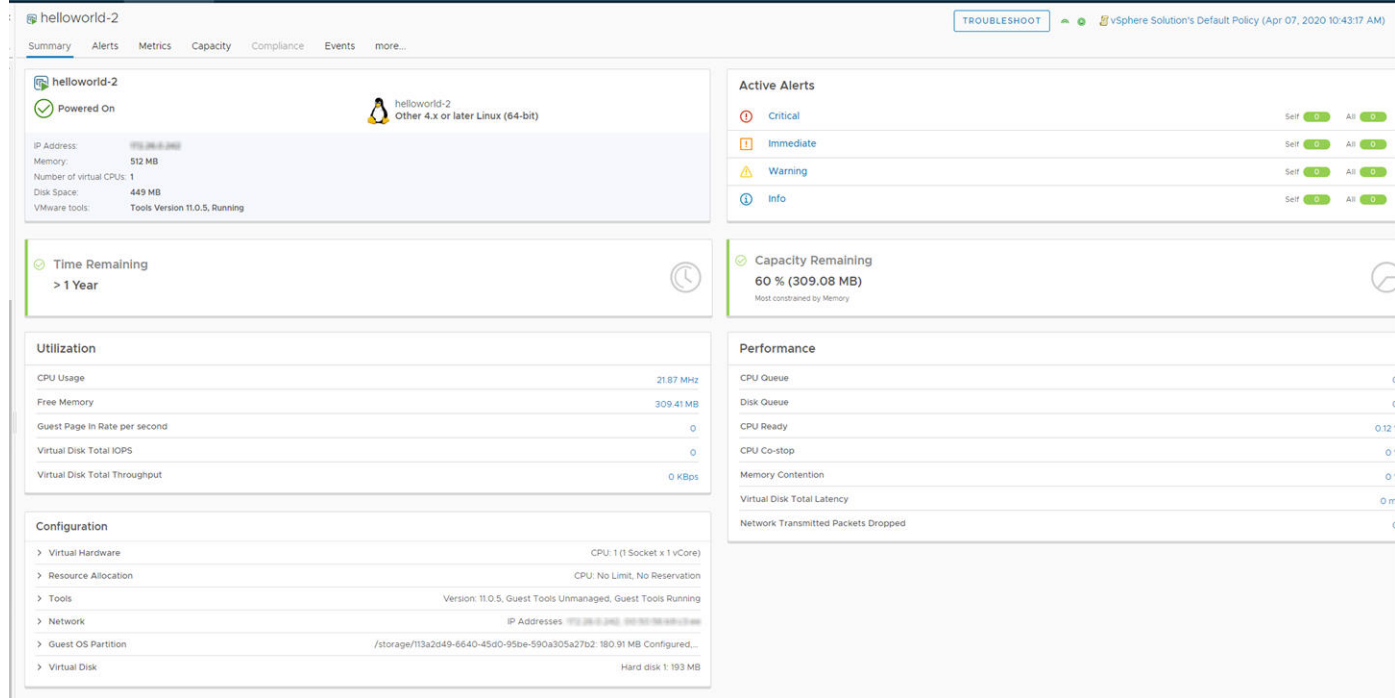 helloworld-2
TROUBLESHOOT
vSphere Solution's Default Policy (Apr 07, 2020 10:43:17 AM)
Summary Alerts Metrics Capacity Compliance Events more...
helloworld-2
Powered On
helloworld-2
Other 4.x or later Linux (64-bit)
IP Address:
Memory: 512 MB
Number of virtual CPUs: 1
Disk Space: 449 MB
VMware tools: Tools Version 11.0.5, Running
Active Alerts
Critical Self 0 All 0
Immediate Self 0 All 0
Warning Self 0 All 0
Info Self 0 All 0
Time Remaining
> 1 Year
Capacity Remaining
60 % (309.08 MB)
Most constrained by Memory
Utilization
CPU Usage 21.87 MHz
Free Memory 309.41 MB
Guest Page In Rate per second 0
Virtual Disk Total IOPS 0
Virtual Disk Total Throughput 0 KBps
Performance
CPU Queue
Disk Queue
CPU Ready 0.12
CPU Co-stop 0
Memory Contention 0
Virtual Disk Total Latency 0 m
Network Transmitted Packets Dropped
Configuration
> Virtual Hardware CPU: 1 (1 Socket x 1 vCore)
> Resource Allocation CPU: No Limit, No Reservation
> Tools Version: 11.0.5, Guest Tools Unmanaged, Guest Tools Running
> Network IP Addresses
> Guest OS Partition /storage/113a2d49-6640-45d0-95be-590a305a27b2: 180.91 MB Configured,...
> Virtual Disk Hard disk 1: 193 MB